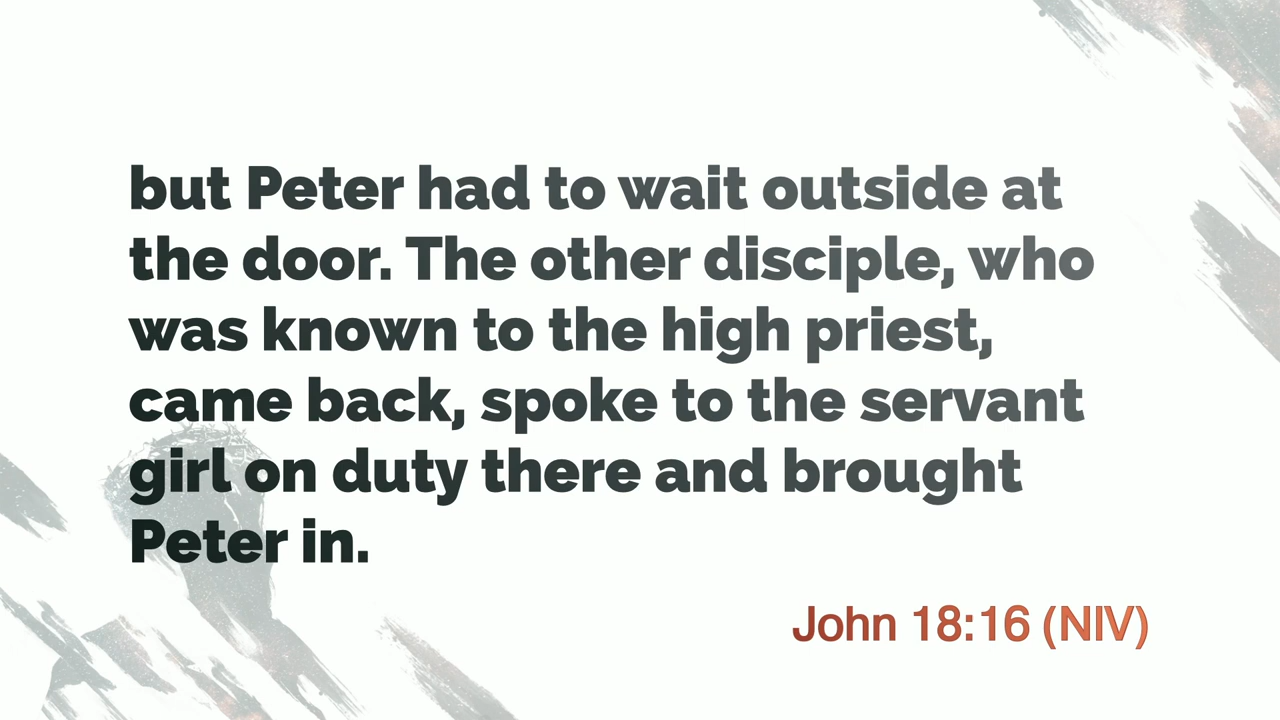 but Peter had to wait outside at
the door. The other disciple, who
was known to the high priest,
came back, spoke to the servant
girl on duty there and brought
Peter in.
John 18:16 (NIV)